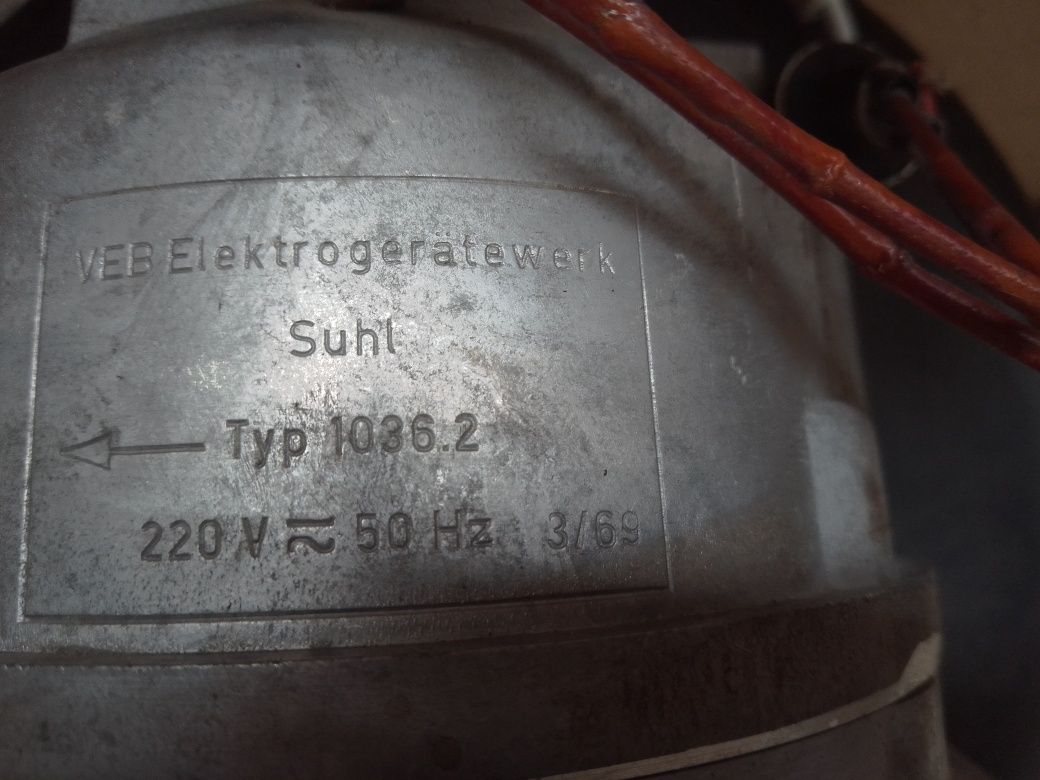 VEB Elektrogerätewerk
Suhl
← Typ 1036.2
220 V ⎓∼ 50 Hz 3/69